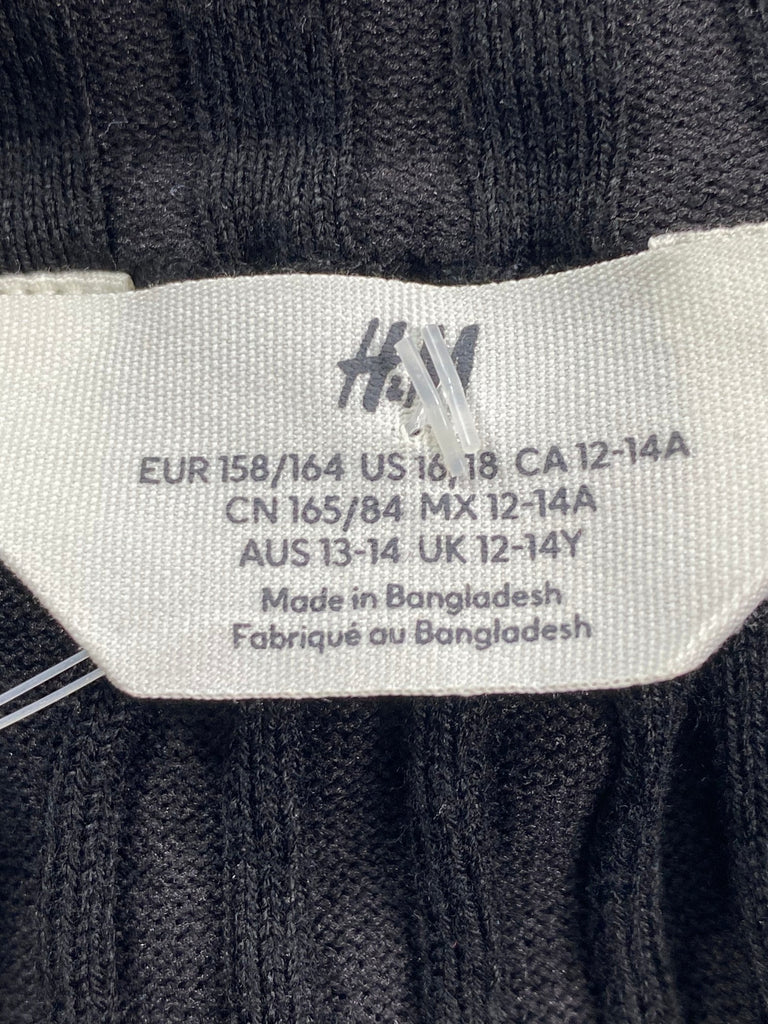 H&M
EUR 158/164 US 16/18 CA 12-14A
CN 165/84 MX 12-14A
AUS 13-14 UK 12-14Y
Made in Bangladesh
Fabriqué au Bangladesh